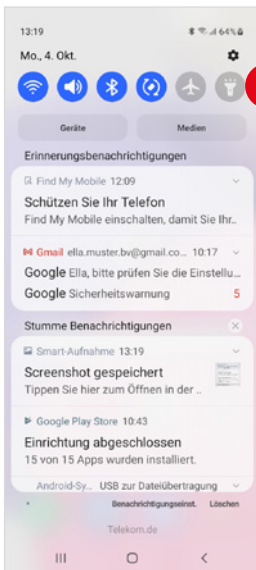 13:19
64%
Mo., 4. Okt.
Geräte
Medien
Erinnerungsbenachrichtigungen
Find My Mobile 12:09
Schützen Sie Ihr Telefon
Find My Mobile einschalten, damit Sie Ihr..
Gmail ella.muster.bv@gmail.co... 10:17
Google Ella, bitte prüfen Sie die Einstellu...
Google Sicherheitswarnung 5
Stumme Benachrichtigungen
Smart-Aufnahme 13:19
Screenshot gespeichert
Tippen Sie hier zum Öffnen in der ..
Google Play Store 10:43
Einrichtung abgeschlossen
15 von 15 Apps wurden installiert.
Android-Sy... USB zur Dateiübertragung
Benachrichtigungseinst. Löschen
Telekom.de